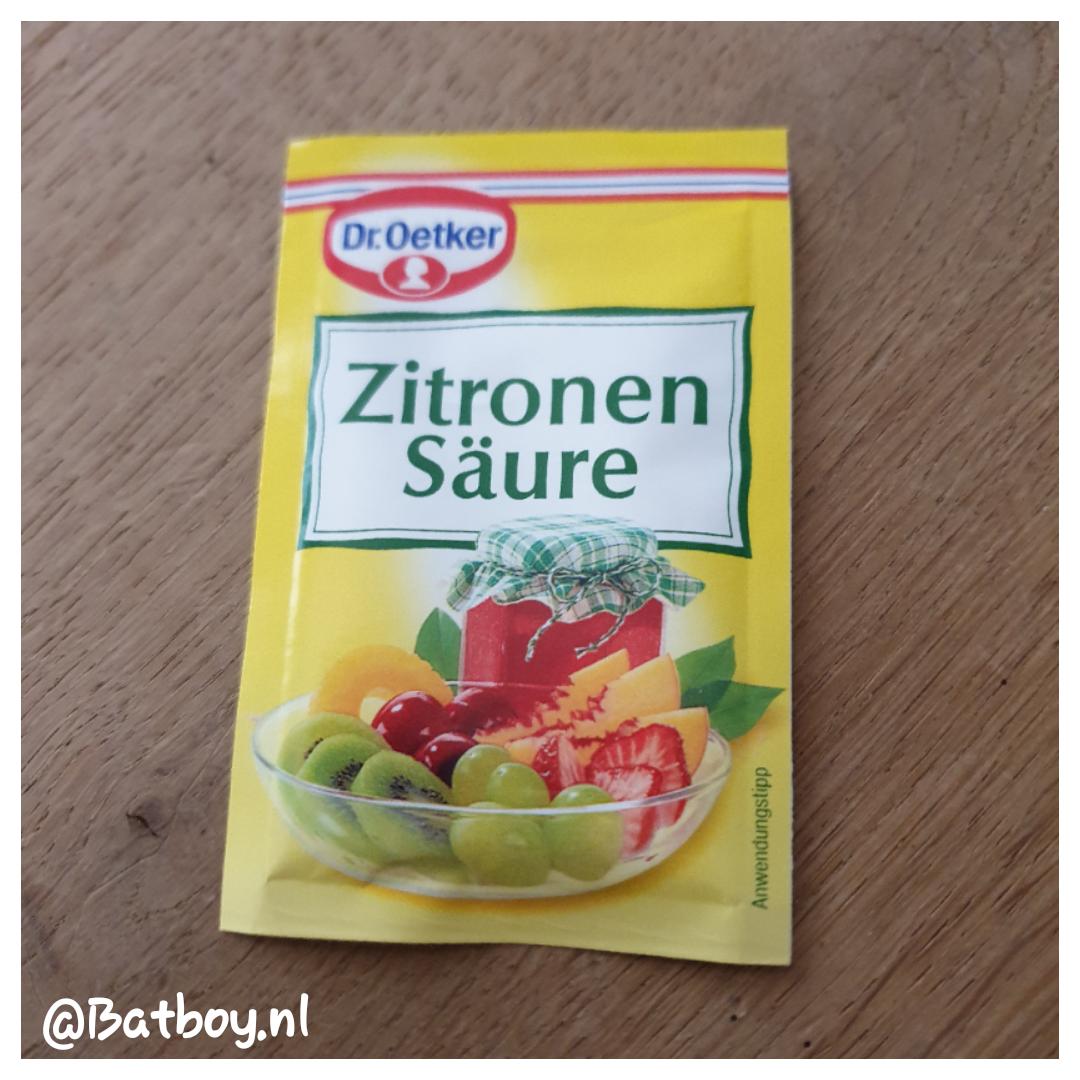 Dr.Oetker
Zitronen
Säure
Anwendungstipp
@Batboy.nl